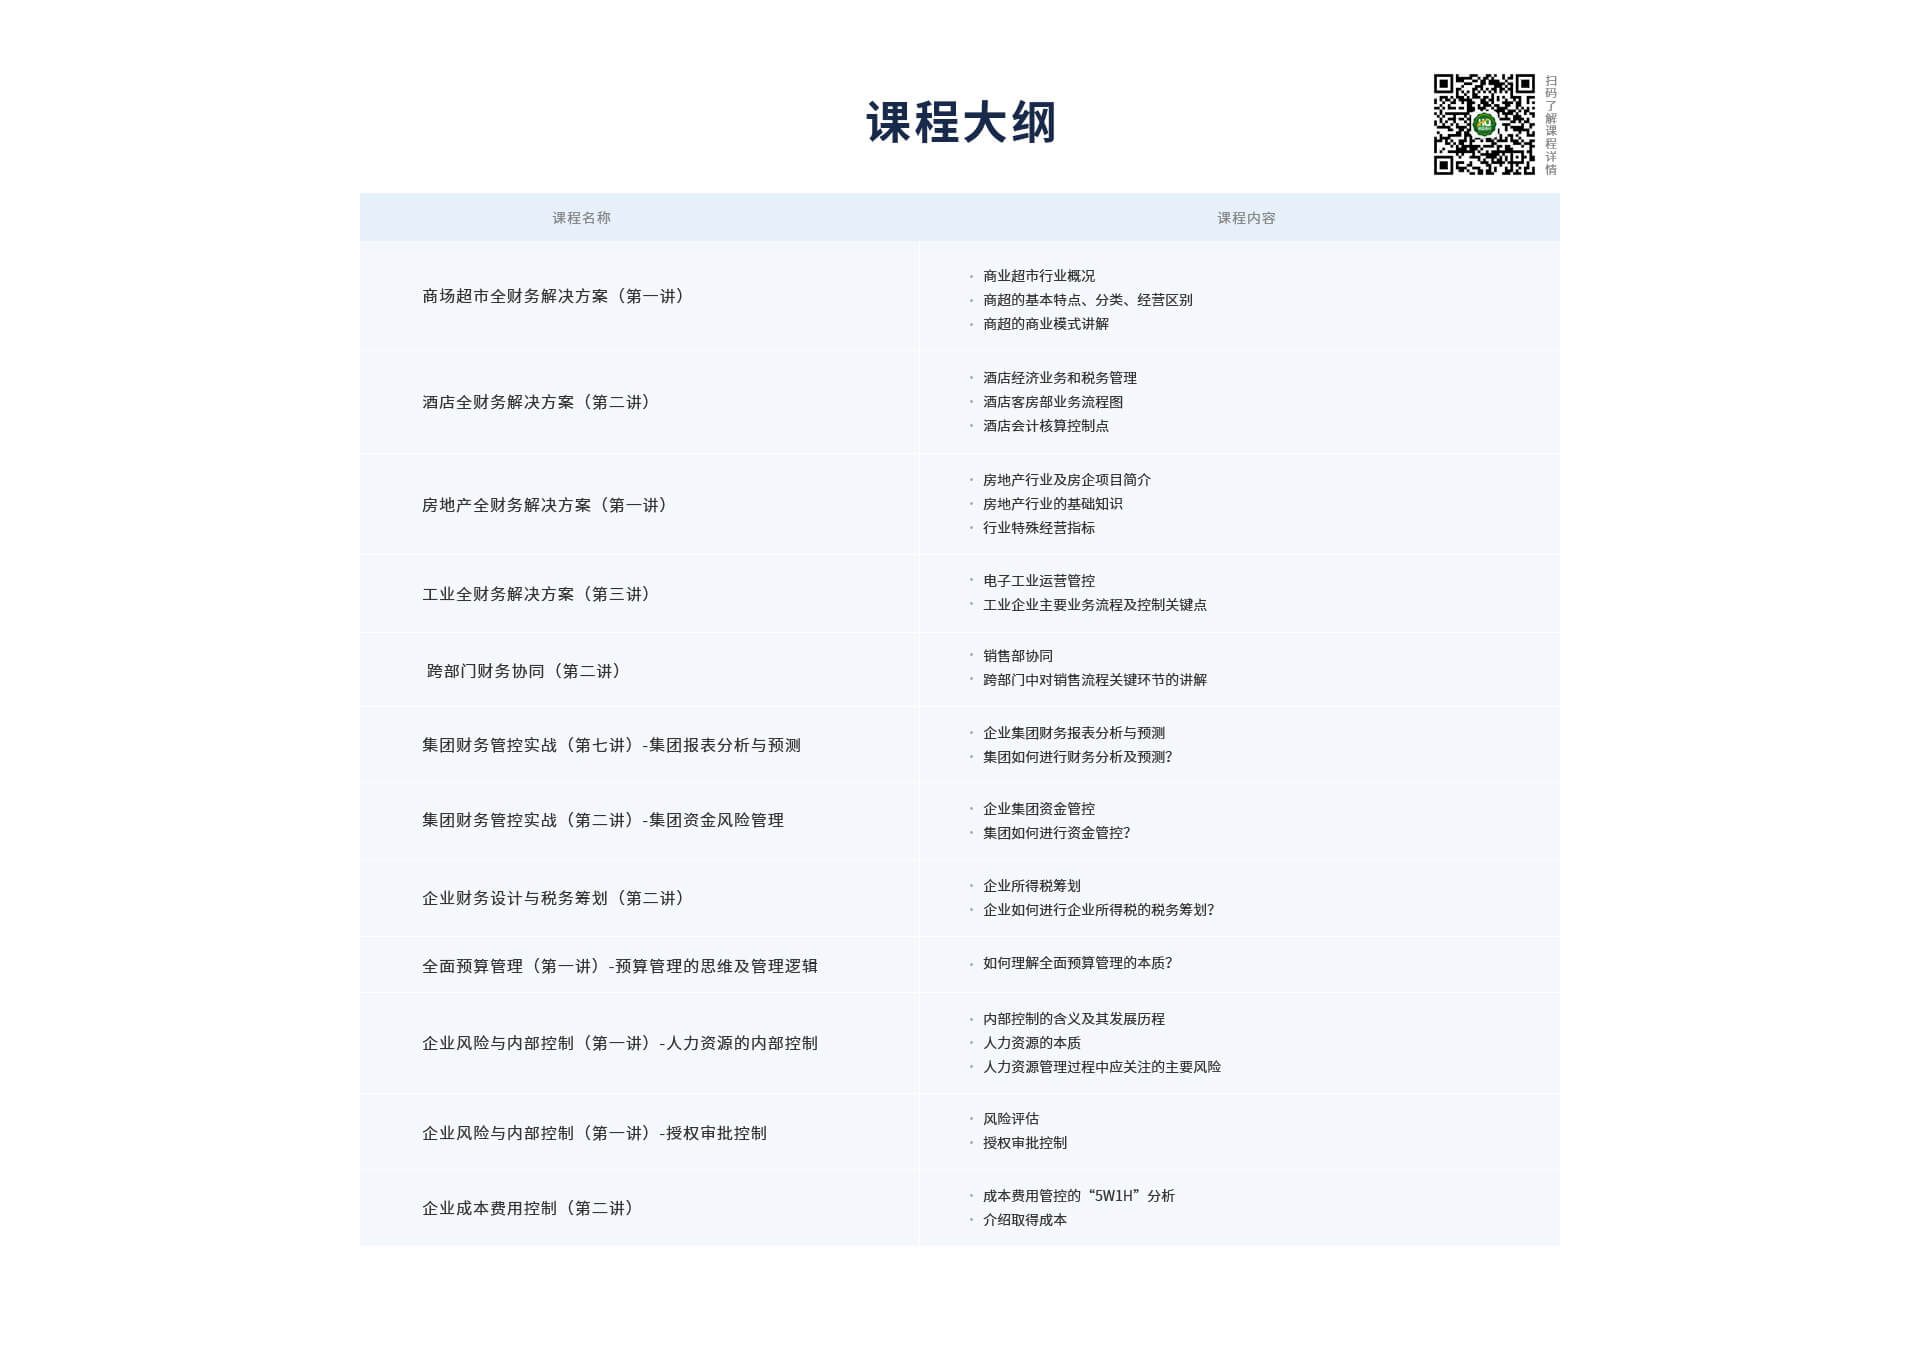 课程大纲
扫码了解课程详情
课程名称
课程内容
商场超市全财务解决方案（第一讲）
· 商业超市行业概况
· 商超的基本特点、分类、经营区别
· 商超的商业模式讲解
酒店全财务解决方案（第二讲）
· 酒店经济业务和税务管理
· 酒店客房部业务流程图
· 酒店会计核算控制点
房地产全财务解决方案（第一讲）
· 房地产行业及房企项目简介
· 房地产行业的基础知识
· 行业特殊经营指标
工业全财务解决方案（第三讲）
· 电子工业运营管控
· 工业企业主要业务流程及控制关键点
跨部门财务协同（第二讲）
· 销售部协同
· 跨部门中对销售流程关键环节的讲解
集团财务管控实战（第七讲）-集团报表分析与预测
· 企业集团财务报表分析与预测
· 集团如何进行财务分析及预测?
集团财务管控实战（第二讲）-集团资金风险管理
· 企业集团资金管控
· 集团如何进行资金管控?
企业财务设计与税务筹划（第二讲）
· 企业所得税筹划
· 企业如何进行企业所得税的税务筹划?
全面预算管理（第一讲）-预算管理的思维及管理逻辑
· 如何理解全面预算管理的本质?
企业风险与内部控制（第一讲）-人力资源的内部控制
· 内部控制的含义及其发展历程
· 人力资源的本质
· 人力资源管理过程中应关注的主要风险
企业风险与内部控制（第一讲）-授权审批控制
· 风险评估
· 授权审批控制
企业成本费用控制（第二讲）
· 成本费用管控的“5W1H”分析
· 介绍取得成本